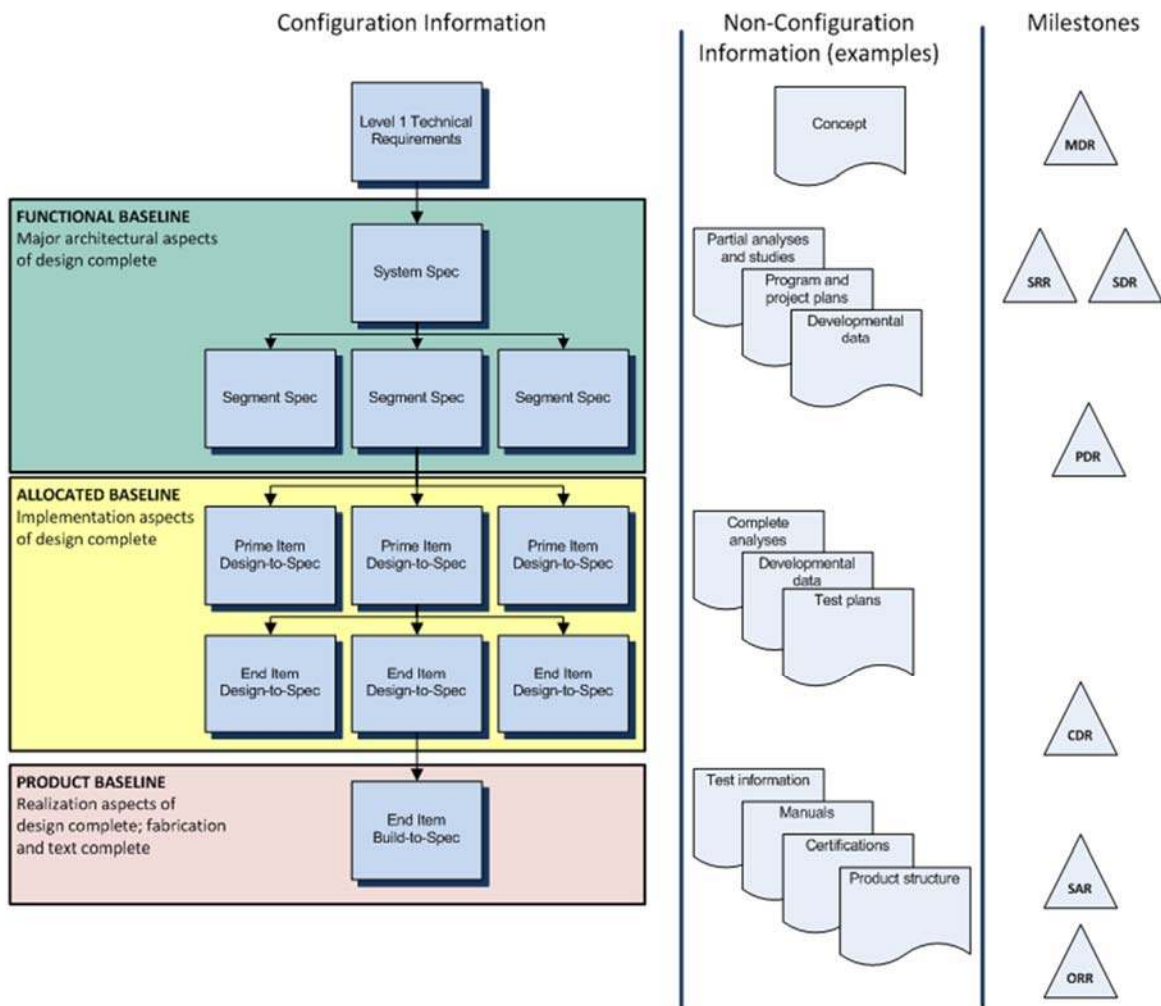 Configuration Information
Non-Configuration
Information (examples)
Milestones
Level 1 Technical
Requirements
Concept
MDR
FUNCTIONAL BASELINE
Major architectural aspects
of design complete
System Spec
Segment Spec
Segment Spec
Segment Spec
Partial analyses
and studies
Program and
project plans
Developmental
data
SRR
SDR
PDR
ALLOCATED BASELINE
Implementation aspects
of design complete
Prime Item
Design-to-Spec
Prime Item
Design-to-Spec
Prime Item
Design-to-Spec
End Item
Design-to-Spec
End Item
Design-to-Spec
End Item
Design-to-Spec
Complete
analyses
Developmental
data
Test plans
CDR
PRODUCT BASELINE
Realization aspects of
design complete; fabrication
and text complete
End Item
Build-to-Spec
Test information
Manuals
Certifications
Product structure
SAR
ORR